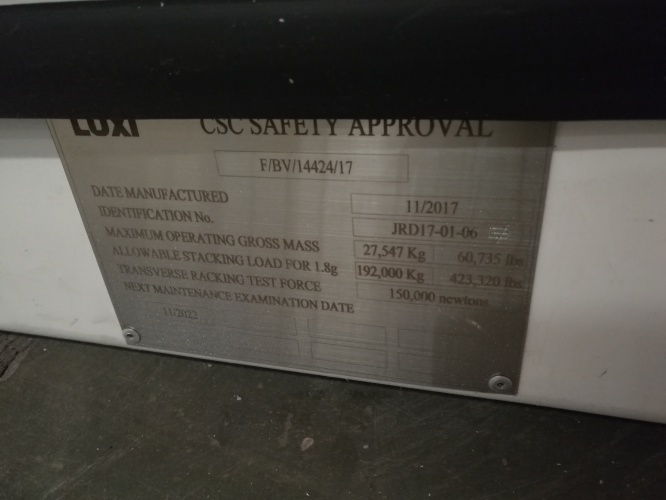 LUXI CSC SAFETY APPROVAL
F/BV/14424/17
DATE MANUFACTURED 11/2017
IDENTIFICATION No. JRD17-01-06
MAXIMUM OPERATING GROSS MASS 27,547 Kg 60,735 lbs
ALLOWABLE STACKING LOAD FOR 1.8g 192,000 Kg 423,320 lbs
TRANSVERSE RACKING TEST FORCE 150,000 newtons
NEXT MAINTENANCE EXAMINATION DATE
11/2022